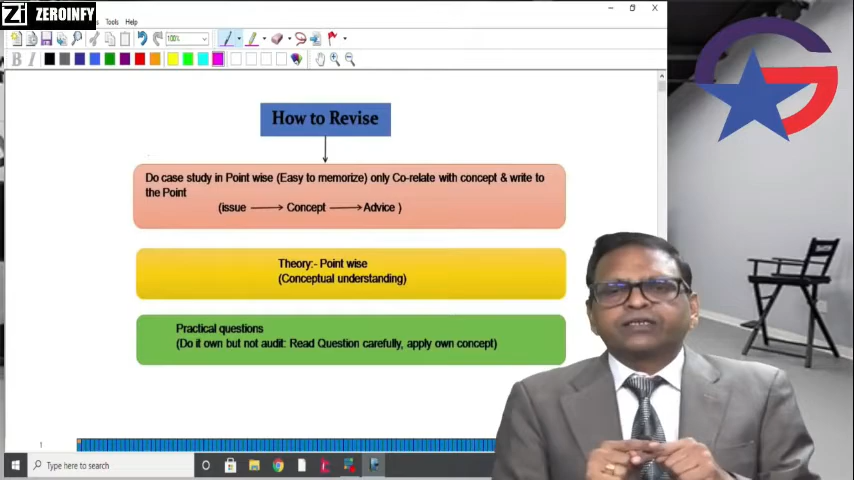 Zi ZEROINFY
Tools Help
100%
B I
How to Revise
Do case study in Point wise (Easy to memorize) only Co-relate with concept & write to
the Point
(issue ⟶ Concept ⟶ Advice )
Theory:- Point wise
(Conceptual understanding)
Practical questions
(Do it own but not audit: Read Question carefully, apply own concept)
1
Type here to search